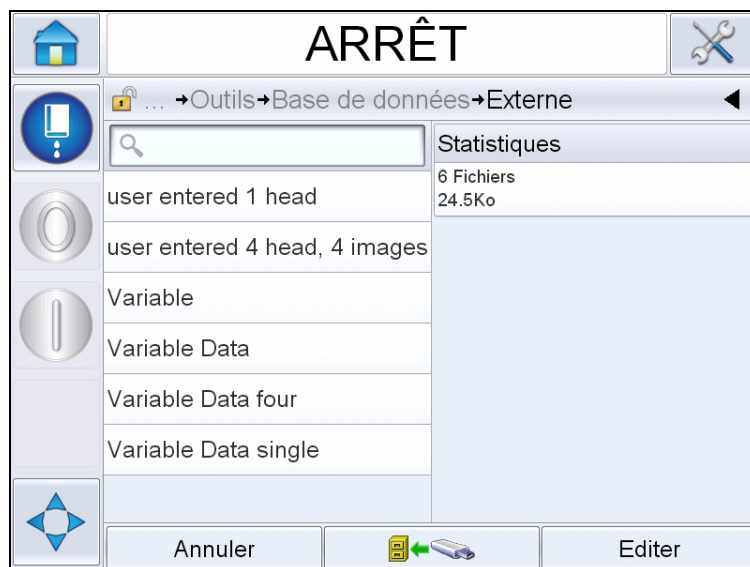 ARRÊT
... →Outils→Base de données→Externe
Statistiques
6 Fichiers
24.5Ko
user entered 1 head
user entered 4 head, 4 images
Variable
Variable Data
Variable Data four
Variable Data single
Annuler
Editer